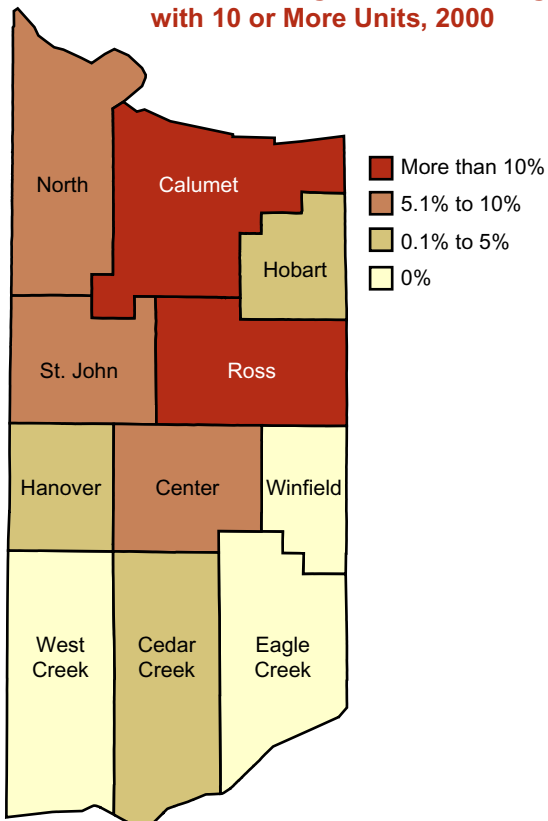 with 10 or More Units, 2000
North
Calumet
More than 10%
5.1% to 10%
0.1% to 5%
0%
Hobart
St. John
Ross
Hanover
Center
Winfield
West
Creek
Cedar
Creek
Eagle
Creek